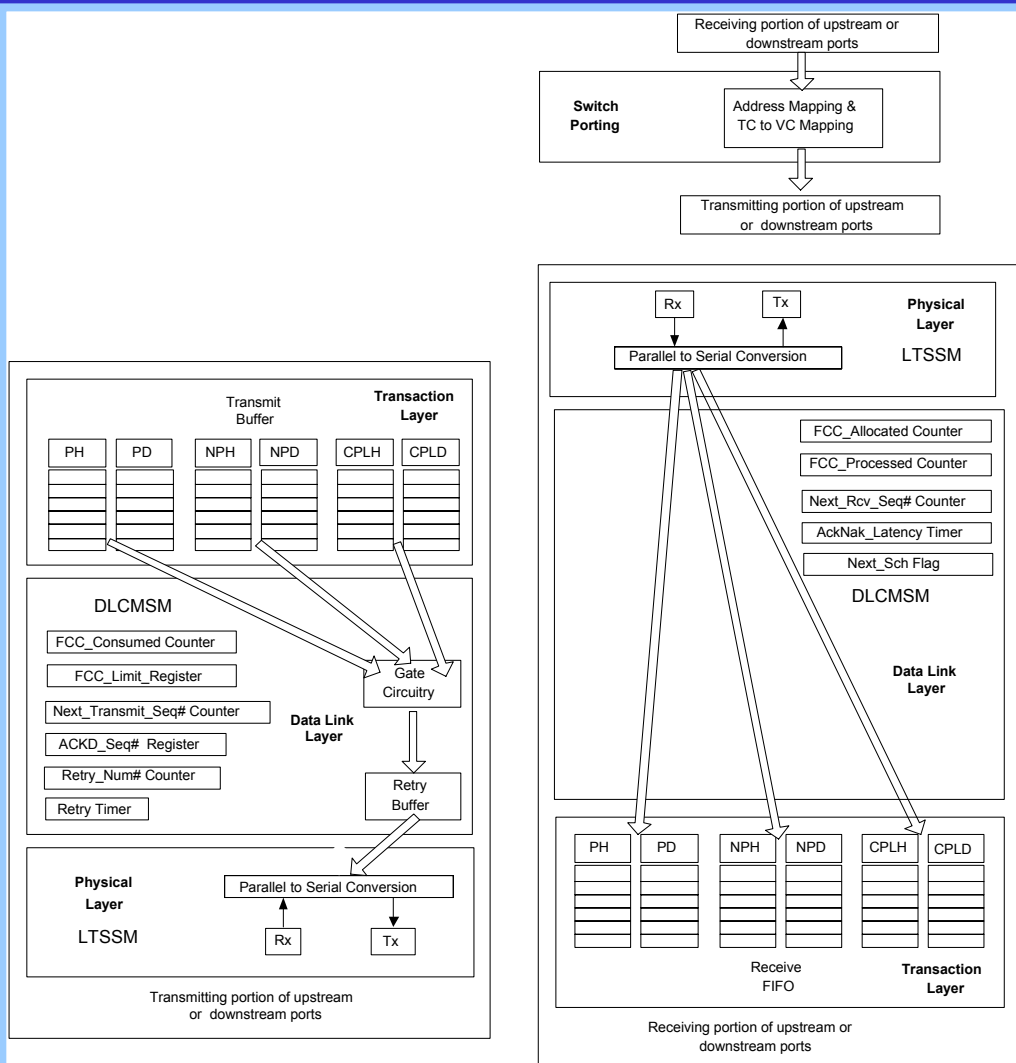 Receiving portion of upstream or
downstream ports
Switch
Porting
Address Mapping &
TC to VC Mapping
Transmitting portion of upstream
or downstream ports
Transmit
Buffer
Transaction
Layer
PH
PD
NPH
NPD
CPLH
CPLD
DLCMSM
FCC_Consumed Counter
FCC_Limit_Register
Next_Transmit_Seq# Counter
ACKD_Seq# Register
Retry_Num# Counter
Retry Timer
Data Link
Layer
Gate
Circuitry
Retry
Buffer
Physical
Layer
LTSSM
Parallel to Serial Conversion
Rx
Tx
Transmitting portion of upstream
or downstream ports
Rx
Tx
Physical
Layer
LTSSM
Parallel to Serial Conversion
FCC_Allocated Counter
FCC_Processed Counter
Next_Rcv_Seq# Counter
AckNak_Latency Timer
Next_Sch Flag
DLCMSM
Data Link
Layer
PH
PD
NPH
NPD
CPLH
CPLD
Receive
FIFO
Transaction
Layer
Receiving portion of upstream or
downstream ports